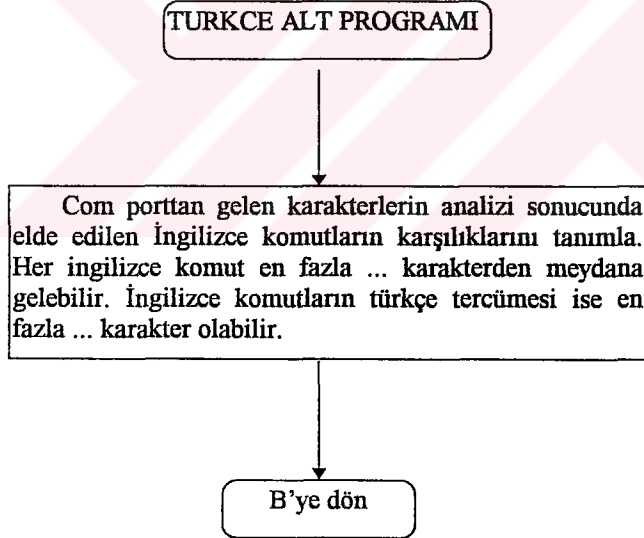 TURKCE ALT PROGRAMI
Com porttan gelen karakterlerin analizi sonucunda
elde edilen İngilizce komutların karşılıklarını tanımla.
Her ingilizce komut en fazla ... karakterden meydana
gelebilir. İngilizce komutların türkçe tercümesi ise en
fazla ... karakter olabilir.
B'ye dön